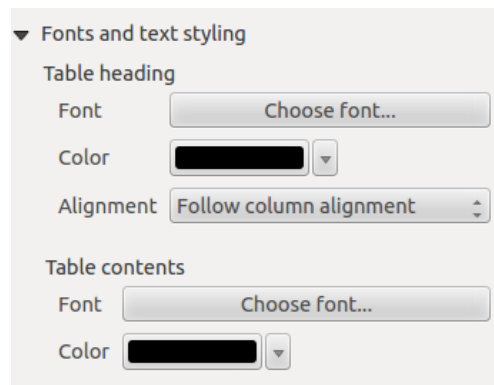 Fonts and text styling
Table heading
Font Choose font...
Color
Alignment Follow column alignment
Table contents
Font Choose font...
Color